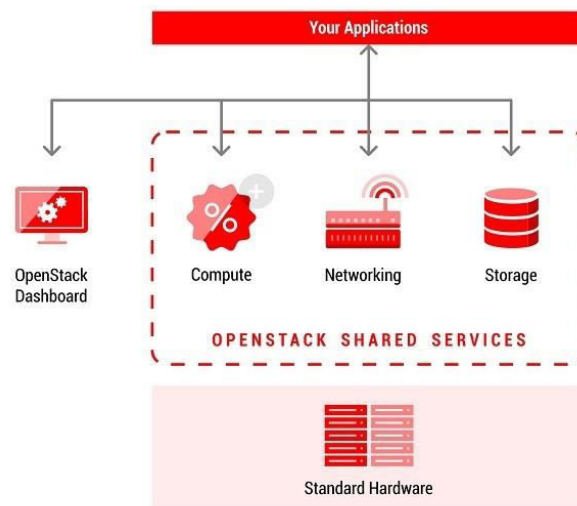 Your Applications
OpenStack
Dashboard
Compute
Networking
Storage
OPENSTACK SHARED SERVICES
Standard Hardware